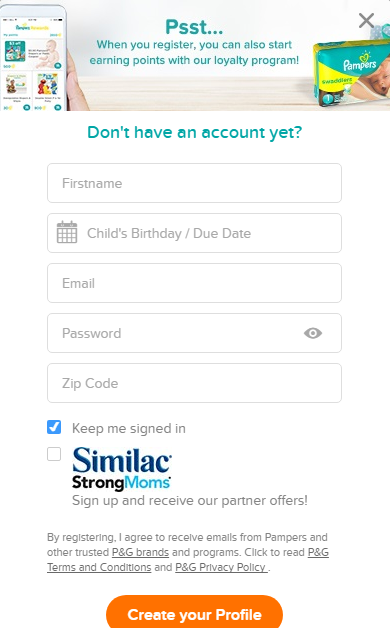 Psst...
When you register, you can also start
earning points with our loyalty program!
Pampers
swaddlers
Don't have an account yet?
Firstname
Child's Birthday / Due Date
Email
Password
Zip Code
Keep me signed in
Similac
StrongMoms
Sign up and receive our partner offers!
By registering, I agree to receive emails from Pampers and
other trusted P&G brands and programs. Click to read P&G
Terms and Conditions and P&G Privacy Policy .
Create your Profile